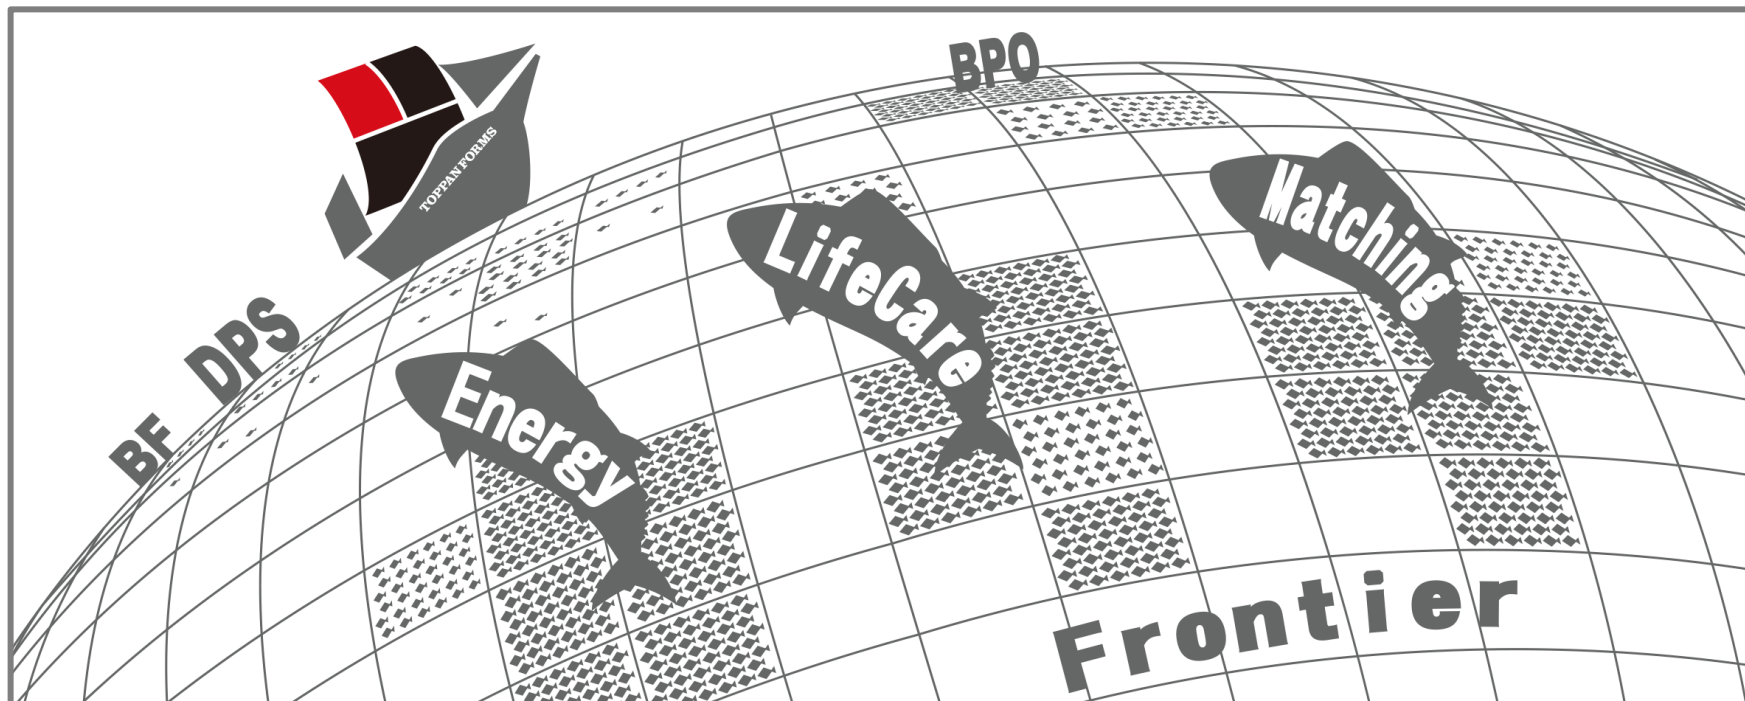 BPO
TOPPAN FORMS
Matching
LifeCare
DPS
Energy
BF
Frontier